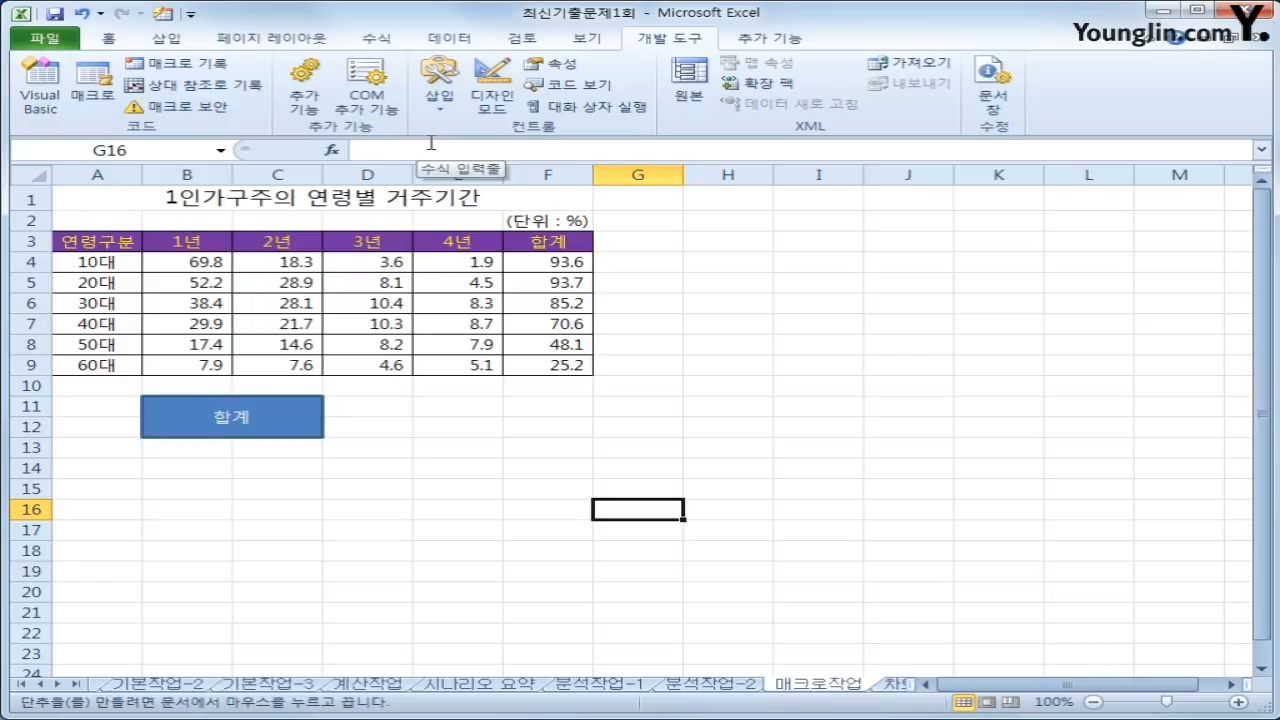 최신기출문제1회 - Microsoft Excel
Younglin.com Y.
파일 홈 삽입 페이지 레이아웃 수식 데이터 검토 보기 개발 도구 추가 기능
Visual Basic
매크로
매크로 기록
상대 참조로 기록
매크로 보안
코드
추가 기능
COM 추가 기능
추가 기능
삽입
디자인 모드
속성
코드 보기
대화 상자 실행
컨트롤
원본
맵 속성
확장 팩
데이터 새로 고침
가져오기
내보내기
XML
문서 창
수정
G16 fx
수식 입력줄
A B C D F G H I J K L M
1 1인가구주의 연령별 거주기간
2 (단위 : %)
3 연령구분 1년 2년 3년 4년 합계
4 10대 69.8 18.3 3.6 1.9 93.6
5 20대 52.2 28.9 8.1 4.5 93.7
6 30대 38.4 28.1 10.4 8.3 85.2
7 40대 29.9 21.7 10.3 8.7 70.6
8 50대 17.4 14.6 8.2 7.9 48.1
9 60대 7.9 7.6 4.6 5.1 25.2
10
11
합계
12
13
14
15
16
17
18
19
20
21
22
23
24
기본작업-2 기본작업-3 계산작업 시나리오 요약 분석작업-1 분석작업-2 매크로작업
단추을(를) 만들려면 문서에서 마우스를 누르고 끕니다. 100%